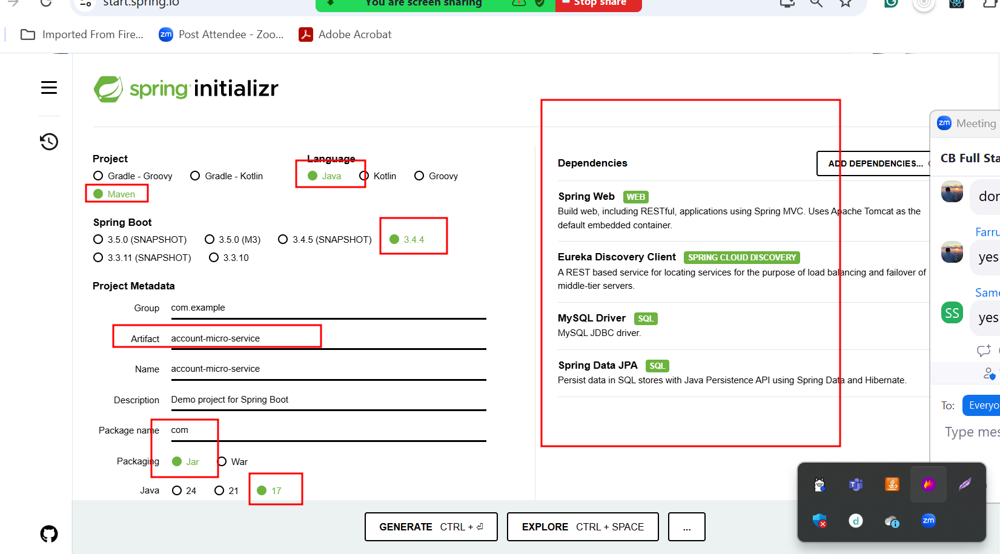 start.spring.io
You are screen sharing
Stop share
Imported From Fire...
Post Attendee - Zoo...
Adobe Acrobat
spring initializr
Project
Gradle - Groovy
Gradle - Kotlin
Maven
Language
Java
Kotlin
Groovy
Spring Boot
3.5.0 (SNAPSHOT)
3.5.0 (M3)
3.4.5 (SNAPSHOT)
3.4.4
3.3.11 (SNAPSHOT)
3.3.10
Project Metadata
Group com.example
Artifact account-micro-service
Name account-micro-service
Description Demo project for Spring Boot
Package name com
Packaging Jar War
Java 24 21 17
Dependencies
ADD DEPENDENCIES...
Spring Web WEB
Build web, including RESTful, applications using Spring MVC. Uses Apache Tomcat as the
default embedded container.
Eureka Discovery Client SPRING CLOUD DISCOVERY
A REST based service for locating services for the purpose of load balancing and failover of
middle-tier servers.
MySQL Driver SQL
MySQL JDBC driver.
Spring Data JPA SQL
Persist data in SQL stores with Java Persistence API using Spring Data and Hibernate.
GENERATE CTRL + ⏎
EXPLORE CTRL + SPACE
...
zm Meeting
CB Full Sta
don
Farru
yes
Same
SS
yes
To: Everyo
Type mes
zm